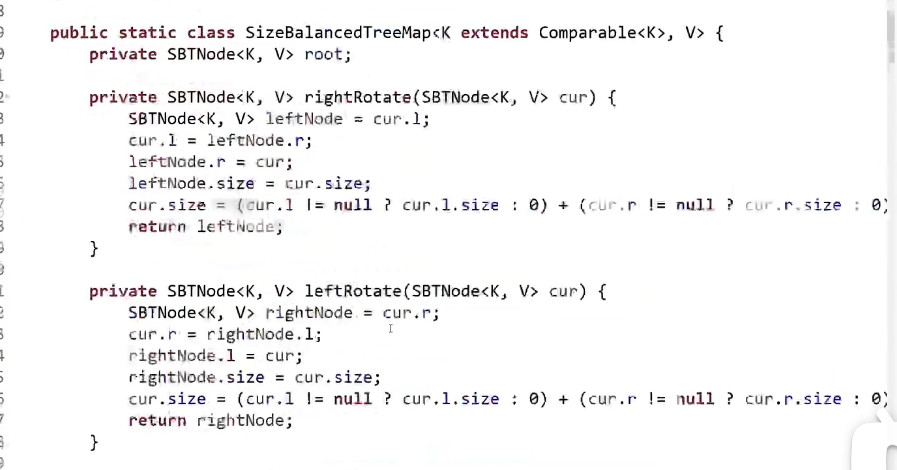 public static class SizeBalancedTreeMap<K extends Comparable<K>, V> {
private SBTNode<K, V> root;
private SBTNode<K, V> rightRotate(SBTNode<K, V> cur) {
SBTNode<K, V> leftNode = cur.l;
cur.l = leftNode.r;
leftNode.r = cur;
leftNode.size = cur.size;
cur.size = (cur.l != null ? cur.l.size : 0) + (cur.r != null ? cur.r.size : 0)
return leftNode;
}
private SBTNode<K, V> leftRotate(SBTNode<K, V> cur) {
SBTNode<K, V> rightNode = cur.r;
cur.r = rightNode.l;
rightNode.l = cur;
rightNode.size = cur.size;
cur.size = (cur.l != null ? cur.l.size : 0) + (cur.r != null ? cur.r.size : 0)
return rightNode;
}